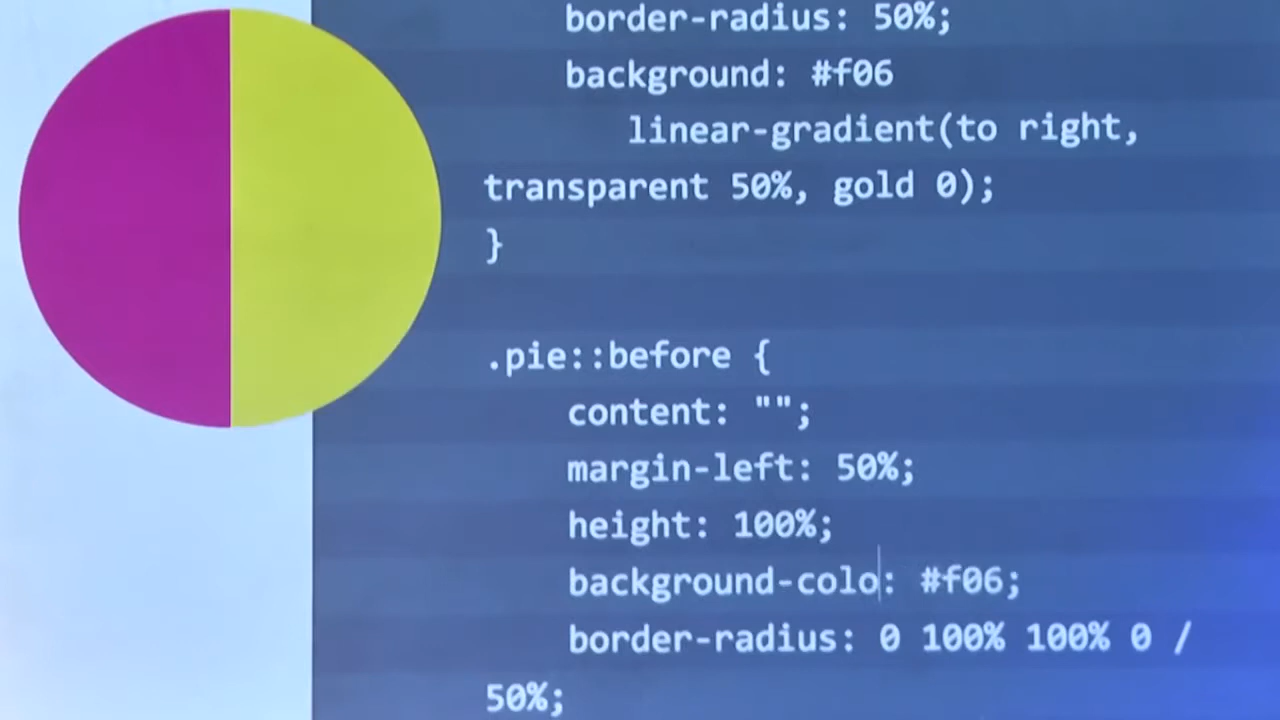 border-radius: 50%;
background: #f06
linear-gradient(to right,
transparent 50%, gold 0);
}
.pie::before {
content: "";
margin-left: 50%;
height: 100%;
background-colo: #f06;
border-radius: 0 100% 100% 0 /
50%;